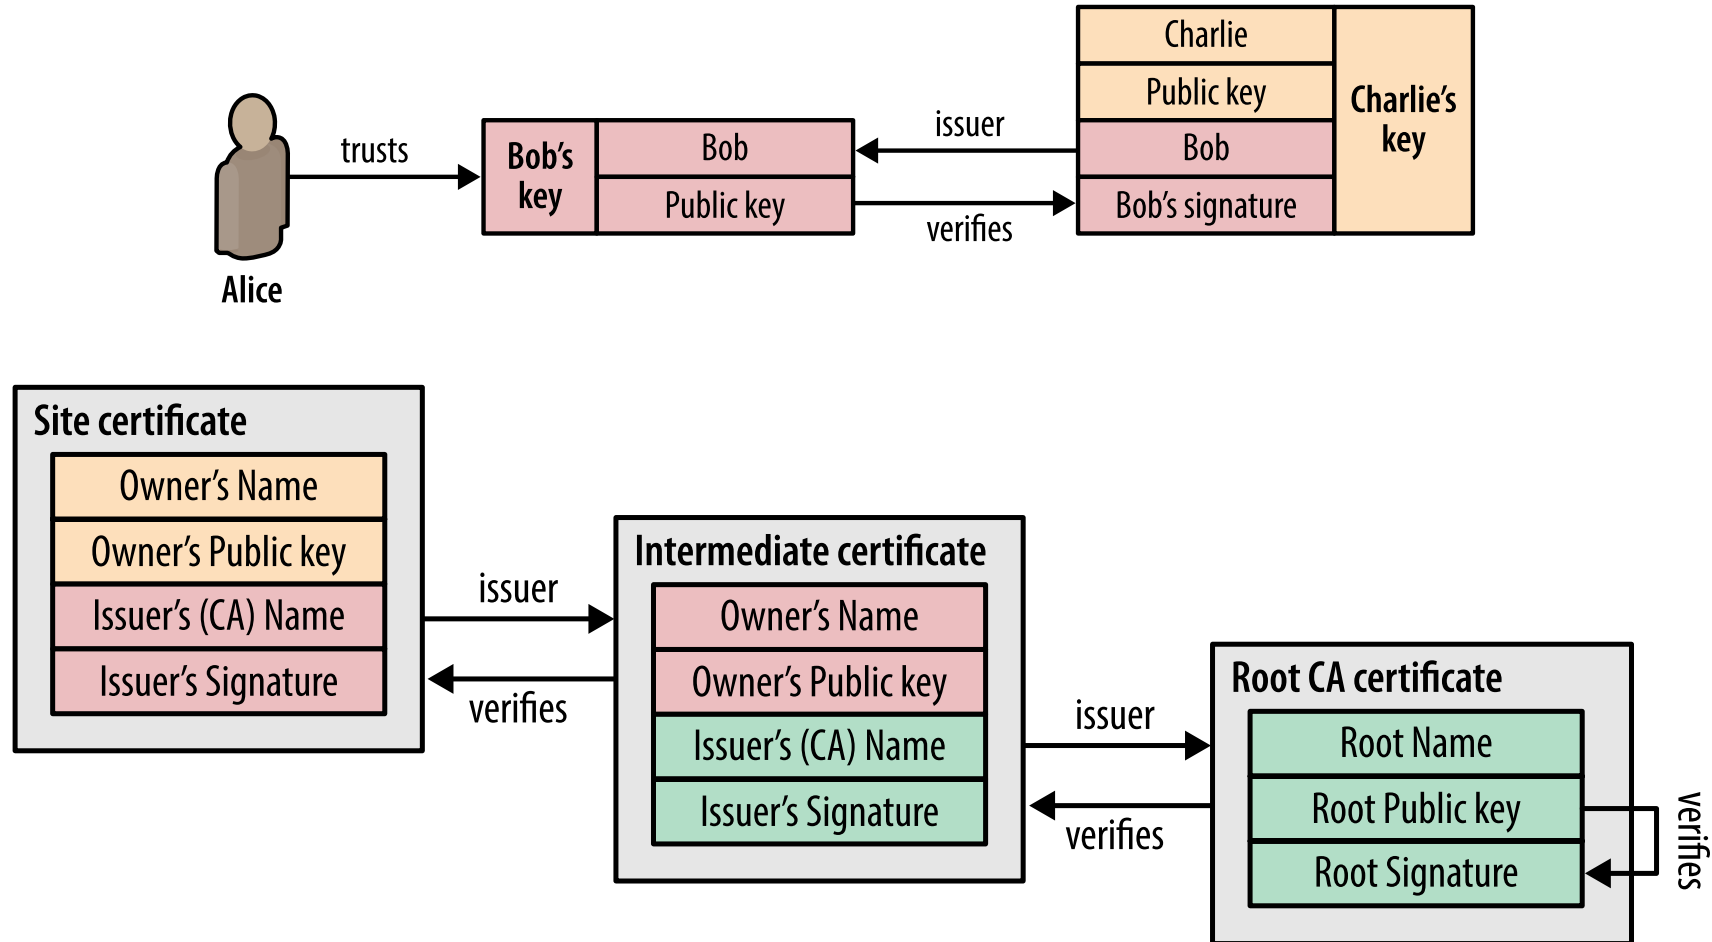 Charlie
Public key
Bob
Bob's signature
Charlie's
key
issuer
verifies
Bob's
key
Bob
Public key
trusts
Alice
Site certificate
Owner's Name
Owner's Public key
Issuer's (CA) Name
Issuer's Signature
issuer
verifies
Intermediate certificate
Owner's Name
Owner's Public key
Issuer's (CA) Name
Issuer's Signature
issuer
verifies
Root CA certificate
Root Name
Root Public key
Root Signature
verifies